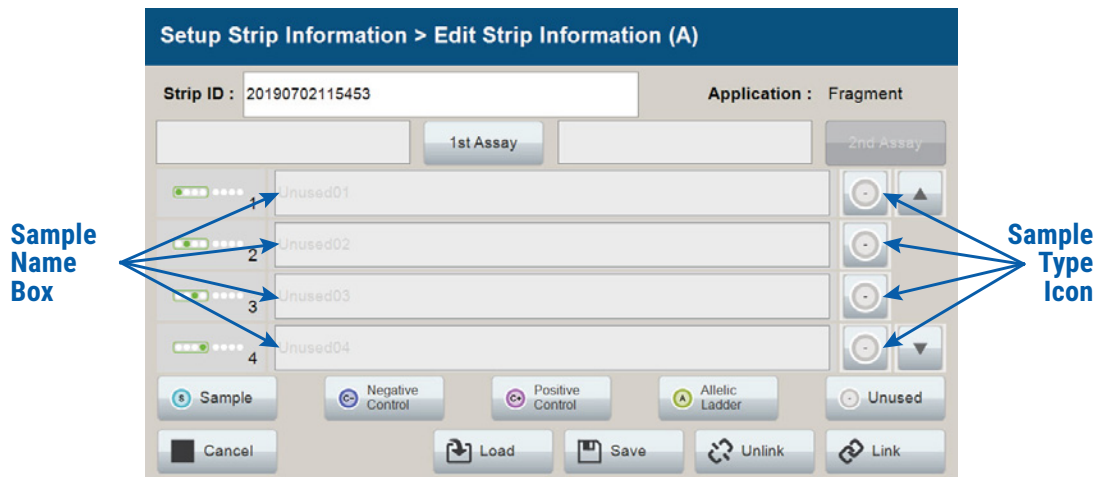 Setup Strip Information > Edit Strip Information (A)
Strip ID : 20190702115453 Application : Fragment
1st Assay 2nd Assay
1 Unused01 -
2 Unused02 -
3 Unused03 -
4 Unused04 -
Sample
Name
Box
Sample
Type
Icon
S Sample
C- Negative
Control
C+ Positive
Control
A Allelic
Ladder
- Unused
Cancel Load Save Unlink Link